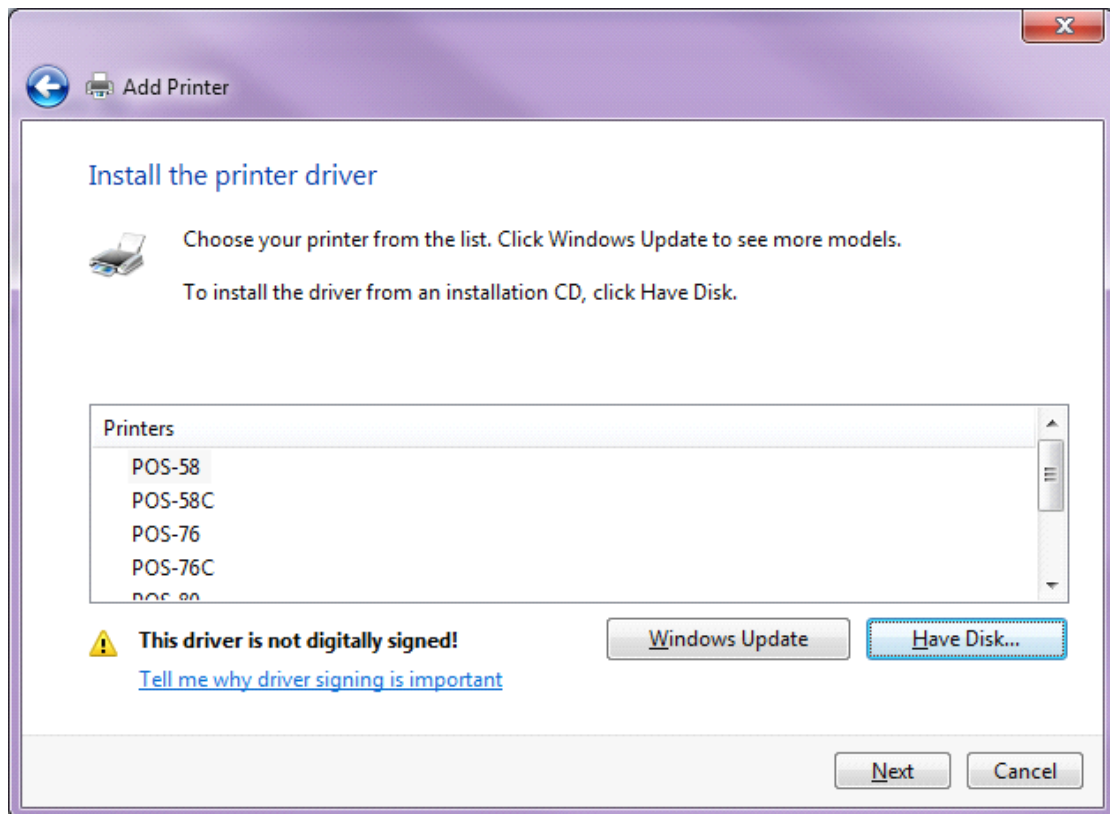 Add Printer
Install the printer driver
Choose your printer from the list. Click Windows Update to see more models.
To install the driver from an installation CD, click Have Disk.
Printers
POS-58
POS-58C
POS-76
POS-76C
POS-80
This driver is not digitally signed!
Windows Update
Have Disk...
Tell me why driver signing is important
Next
Cancel